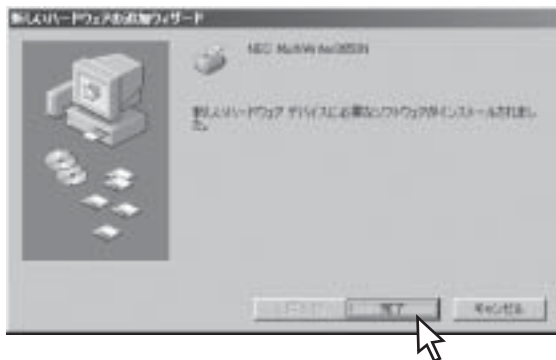 新しいハードウェアの追加ウィザード
NEC MultiWriter2650N
新しいハードウェア デバイスに必要なソフトウェアがインストールされまし
た。
完了
キャンセル